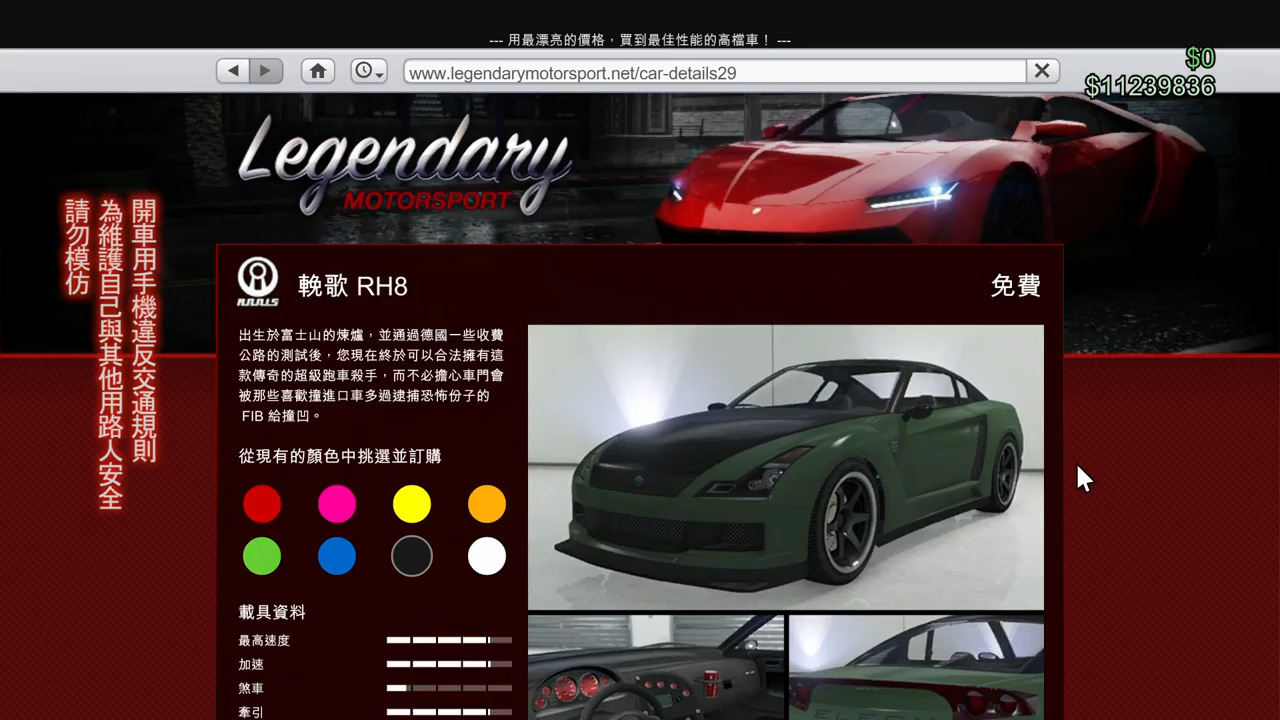 --- 用最漂亮的價格，買到最佳性能的高檔車！ ---
www.legendarymotorsport.net/car-details29
$0
$11239836
Legendary
MOTORSPORT
開車用手機違反交通規則
為維護自己與其他用路人安全
請勿模仿
ANNIS
輓歌 RH8
免費
出生於富士山的煉爐，並通過德國一些收費
公路的測試後，您現在終於可以合法擁有這
款傳奇的超級跑車殺手，而不必擔心車門會
被那些喜歡撞進口車多過逮捕恐怖份子的
FIB 給撞凹。
從現有的顏色中挑選並訂購
載具資料
最高速度
加速
煞車
牽引